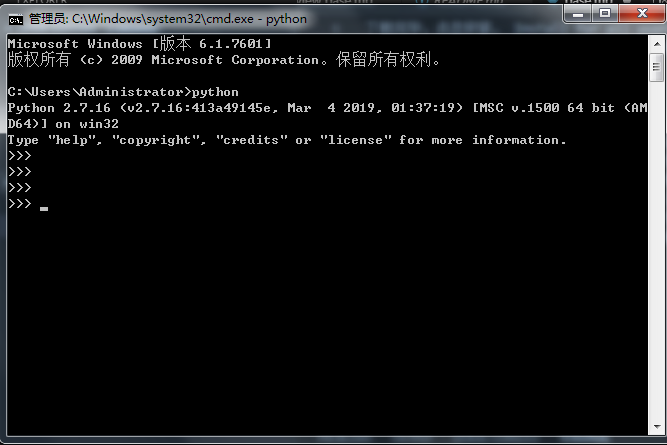 管理员: C:\Windows\system32\cmd.exe - python
Microsoft Windows [版本 6.1.7601]
版权所有 (c) 2009 Microsoft Corporation。保留所有权利。
C:\Users\Administrator>python
Python 2.7.16 (v2.7.16:413a49145e, Mar  4 2019, 01:37:19) [MSC v.1500 64 bit (AM
D64)] on win32
Type "help", "copyright", "credits" or "license" for more information.
>>>
>>>
>>>
>>>